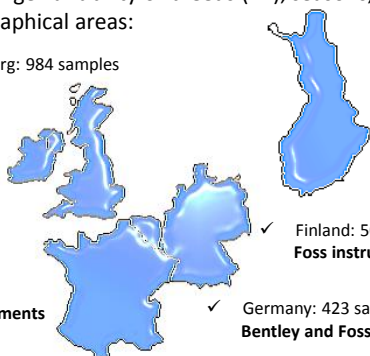 aphical areas:
rg: 984 samples
✓ Finland: 5
Foss instru
ments
✓ Germany: 423 sa
Bentley and Foss